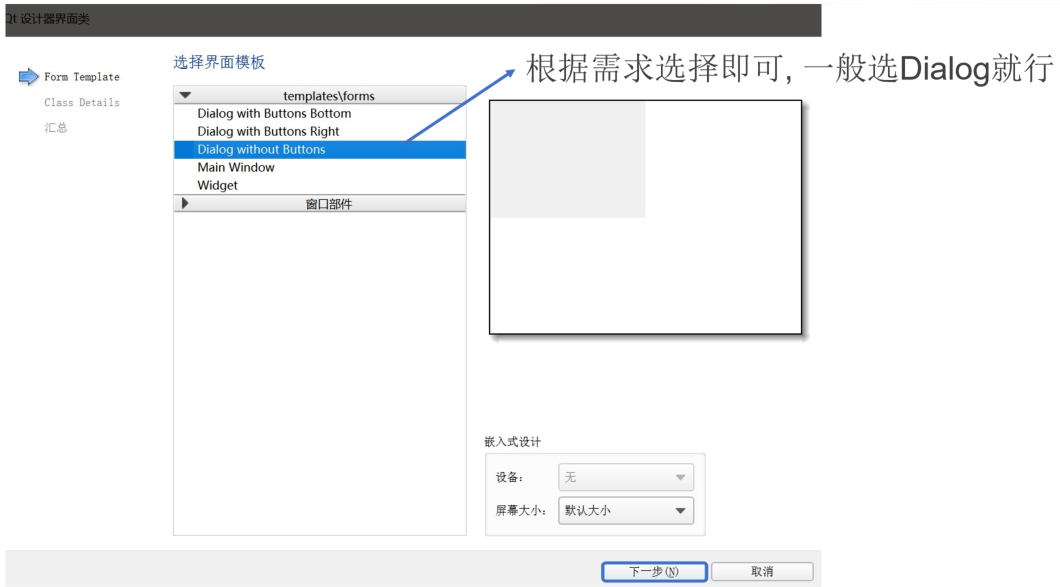 Qt 设计器界面类
Form Template
Class Details
汇总
选择界面模板
templates\forms
Dialog with Buttons Bottom
Dialog with Buttons Right
Dialog without Buttons
Main Window
Widget
窗口部件
根据需求选择即可, 一般选Dialog就行
嵌入式设计
设备: 无
屏幕大小: 默认大小
下一步(N) 取消